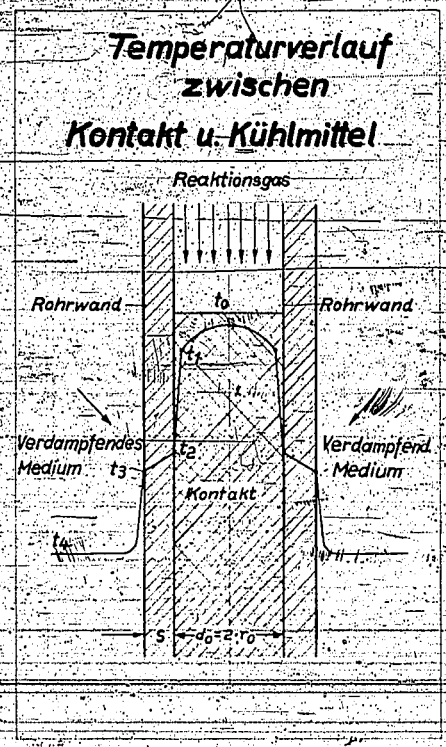 Temperaturverlauf
zwischen
Kontakt u. Kühlmittel
Reaktionsgas
Rohrwand
t₀
Rohrwand
t₁
Verdampfendes
Medium
t₂
Verdampfend.
Medium
t₃
Kontakt
t₄
S
d₀=2·r₀